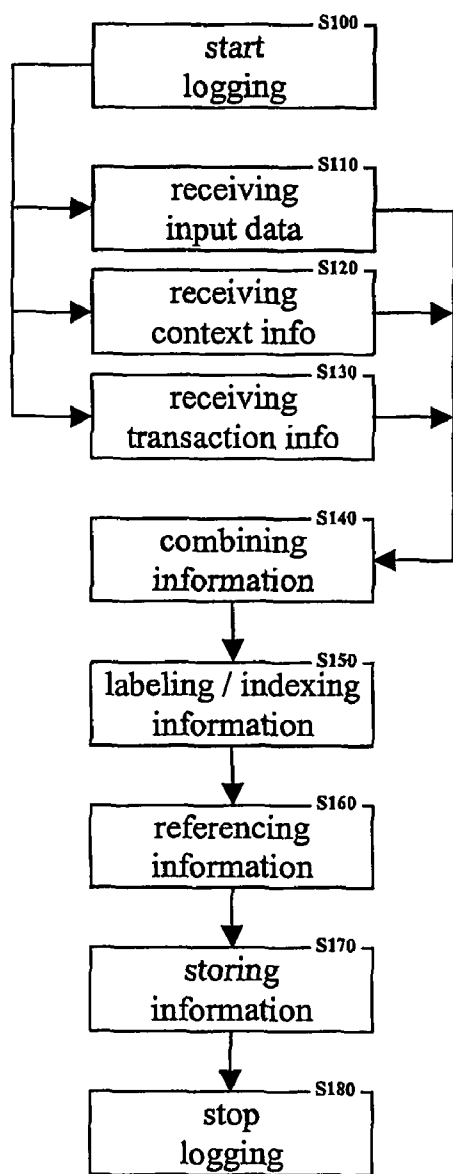 S100
start
logging
S110
receiving
input data
S120
receiving
context info
S130
receiving
transaction info
S140
combining
information
S150
labeling / indexing
information
S160
referencing
information
S170
storing
information
S180
stop
logging